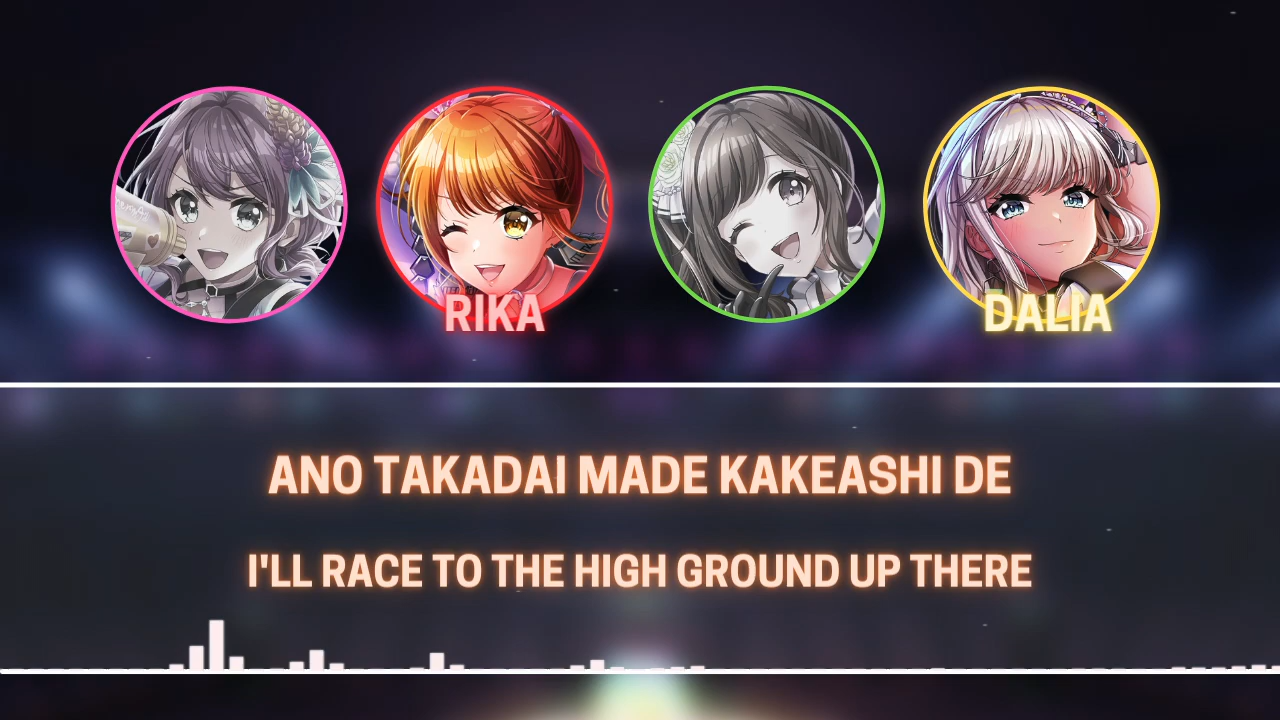 RIKA
DALIA
ANO TAKADAI MADE KAKEASHI DE
I'LL RACE TO THE HIGH GROUND UP THERE